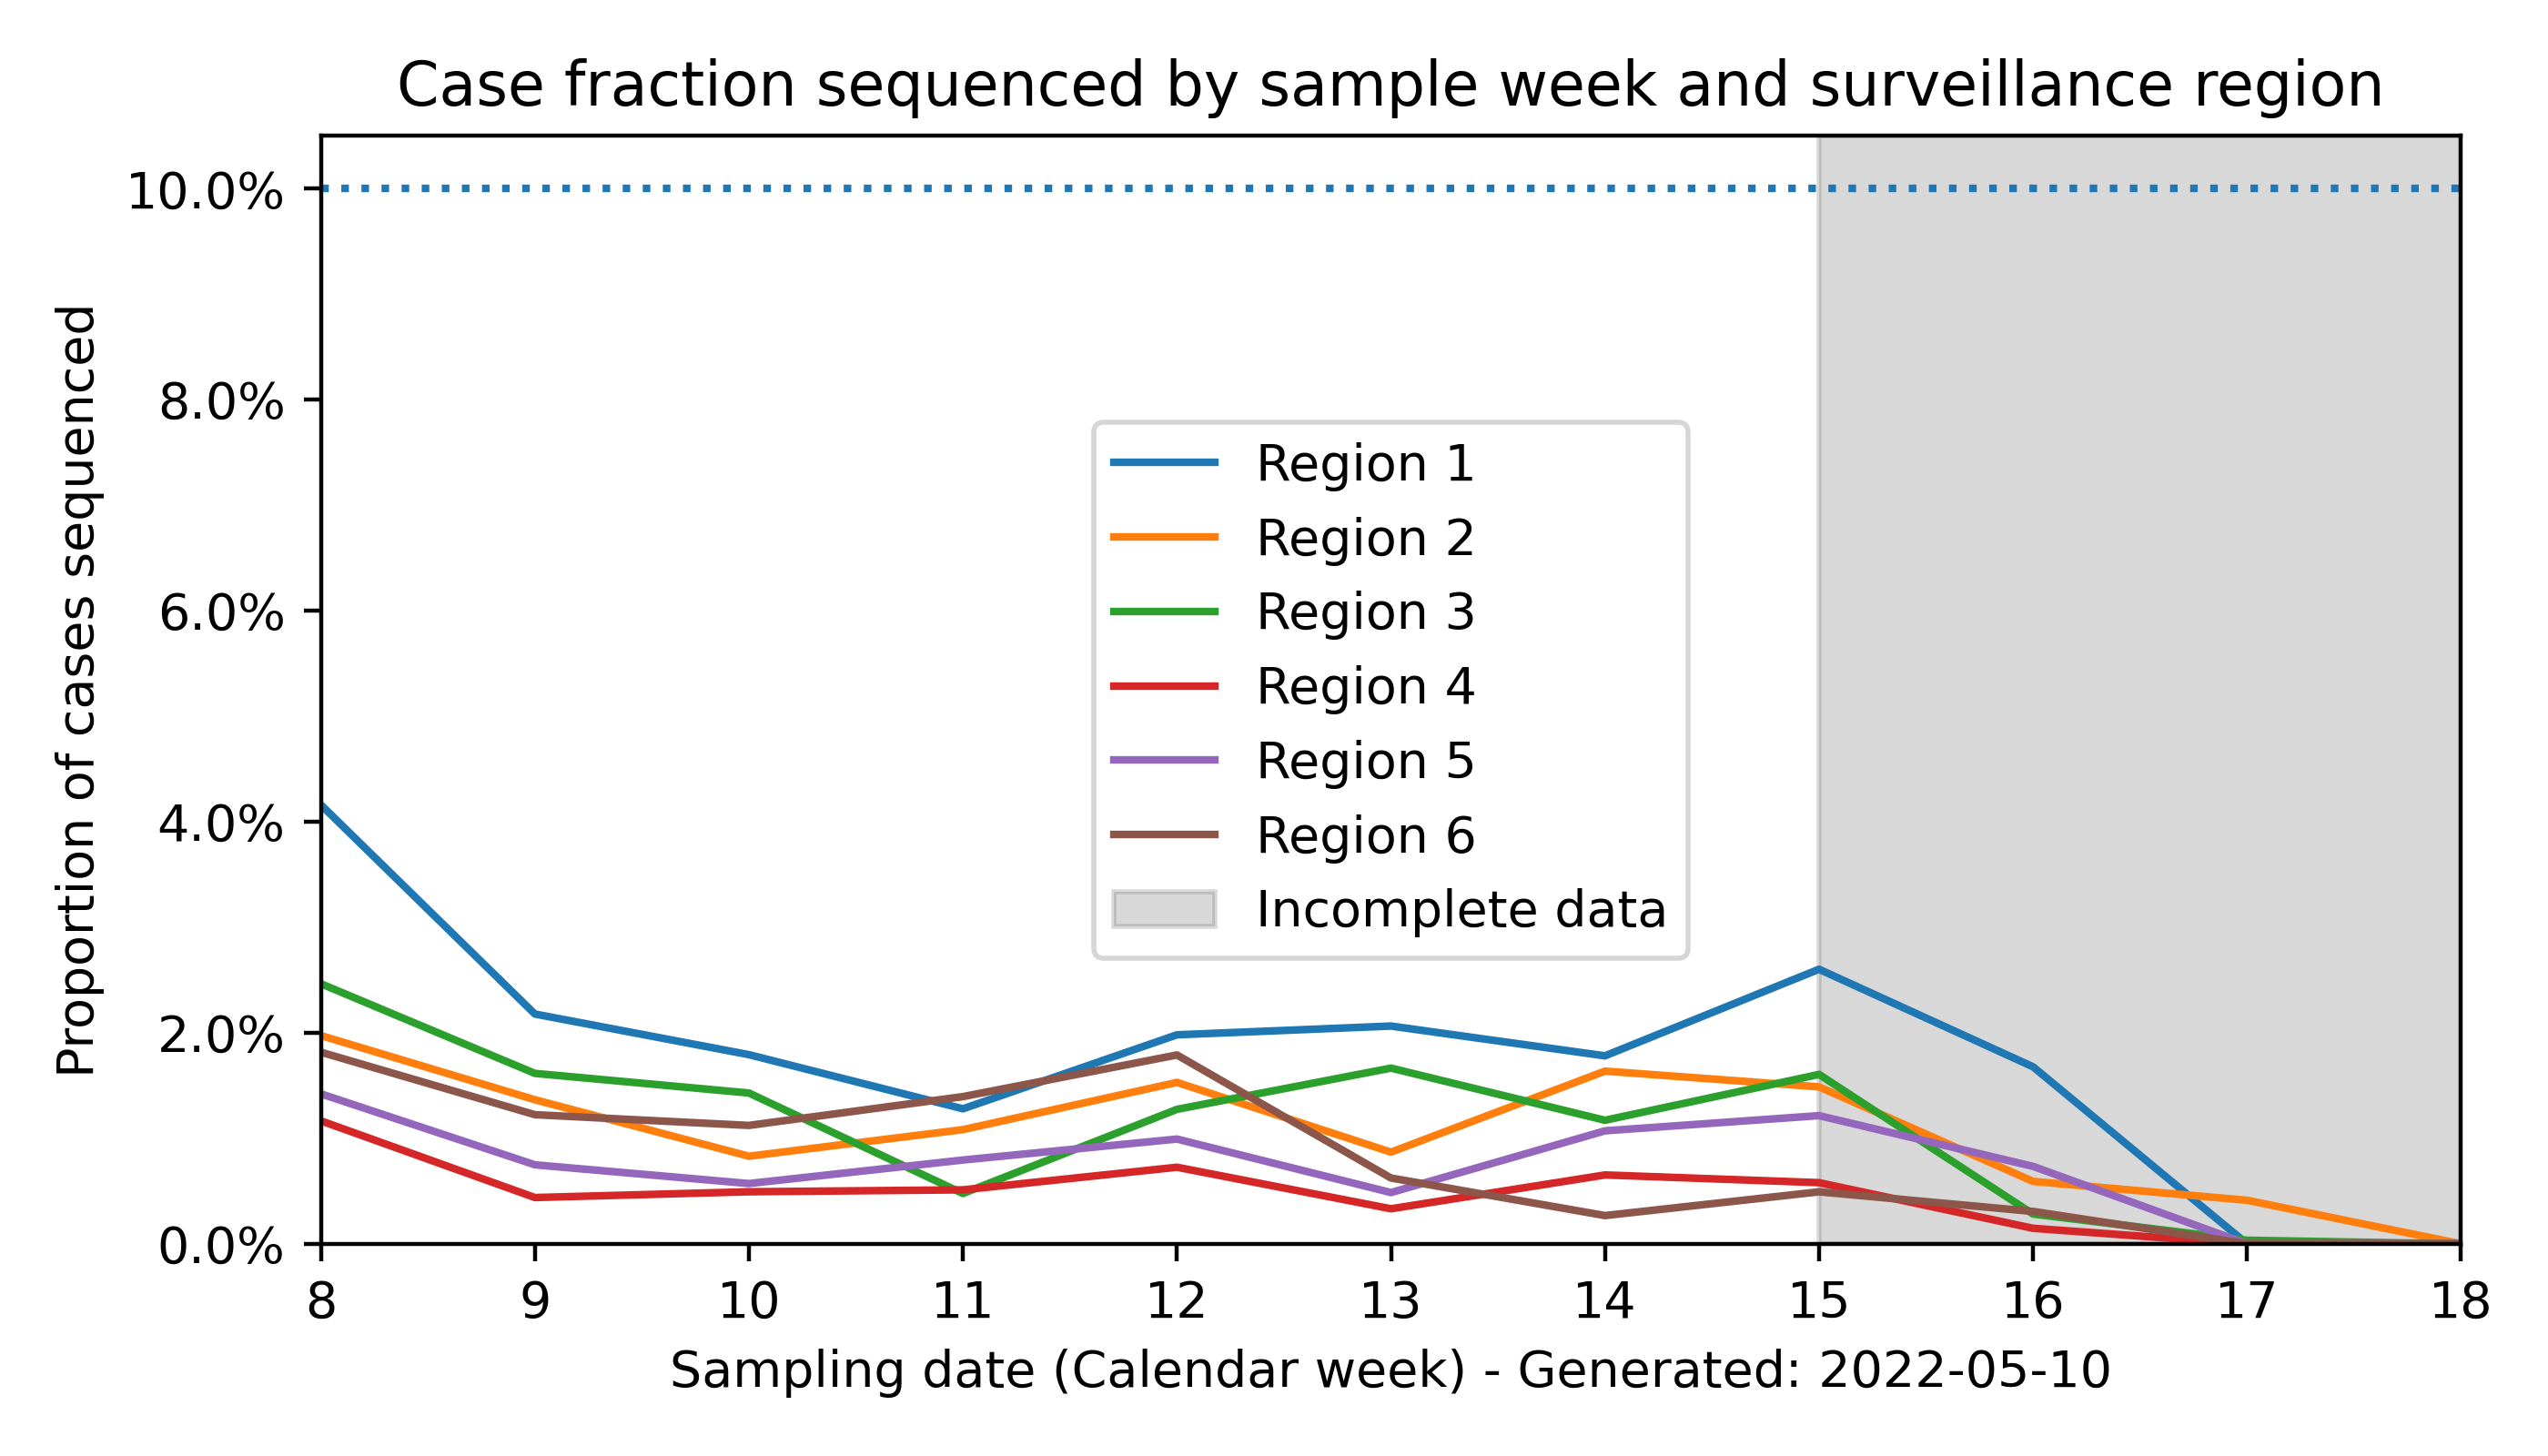 Case fraction sequenced by sample week and surveillance region
Proportion of cases sequenced
10.0%
8.0%
6.0%
4.0%
2.0%
0.0%
Region 1
Region 2
Region 3
Region 4
Region 5
Region 6
Incomplete data
8 9 10 11 12 13 14 15 16 17 18
Sampling date (Calendar week) - Generated: 2022-05-10